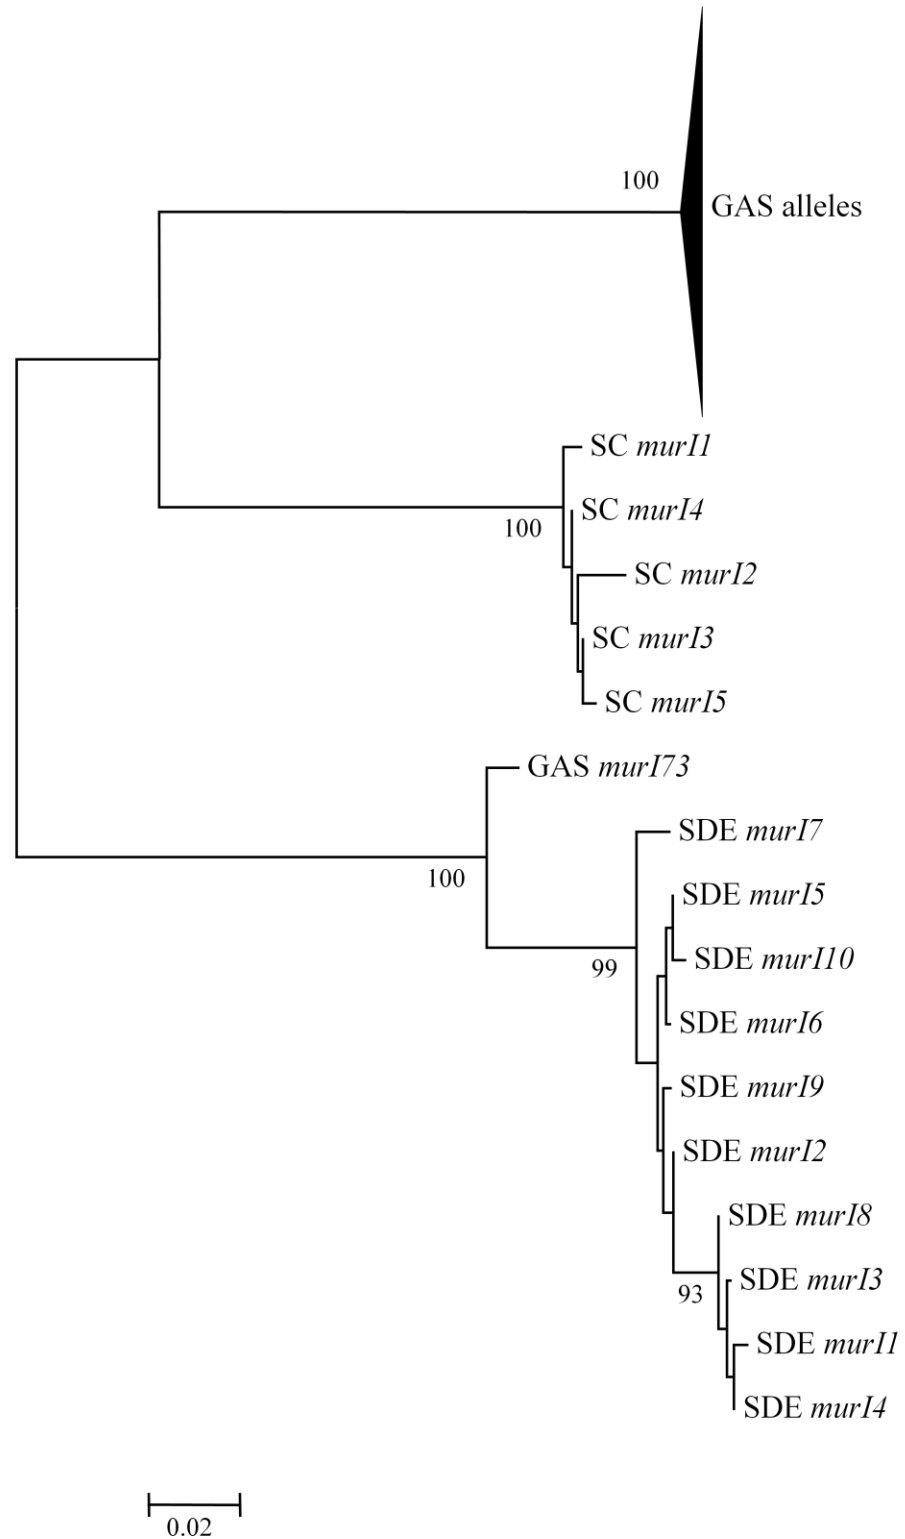 100
GAS alleles
SC murI1
SC murI4
100
SC murI2
SC murI3
SC murI5
GAS murI73
SDE murI7
100
SDE murI5
SDE murI10
99
SDE murI6
SDE murI9
SDE murI2
SDE murI8
SDE murI3
93
SDE murI1
SDE murI4
0.02